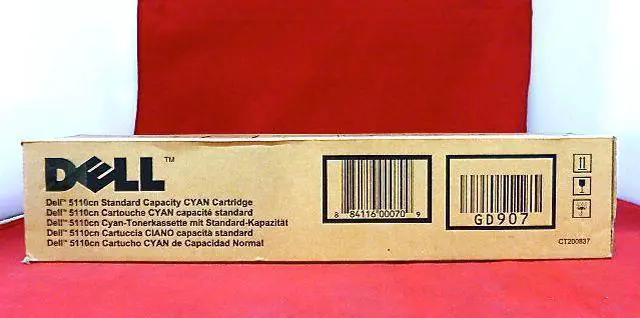 DELL™
Dell™ 5110cn Standard Capacity CYAN Cartridge
Dell™ 5110cn Cartouche CYAN capacité standard
Dell™ 5110cn Cyan-Tonerkassette mit Standard-Kapazität
Dell™ 5110cn Cartuccia CIANO capacità standard
Dell™ 5110cn Cartucho CYAN de Capacidad Normal
8 84116 00070 9
GD907
CT200837